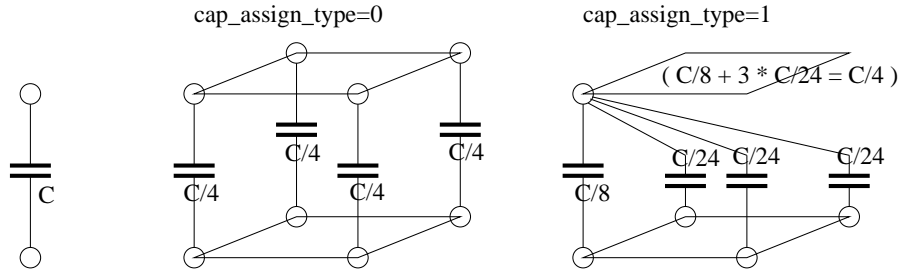 cap_assign_type=0
cap_assign_type=1
( C/8 + 3 * C/24 = C/4 )
C/4
C/4
C/24
C/24
C/24
C
C/4
C/4
C/8